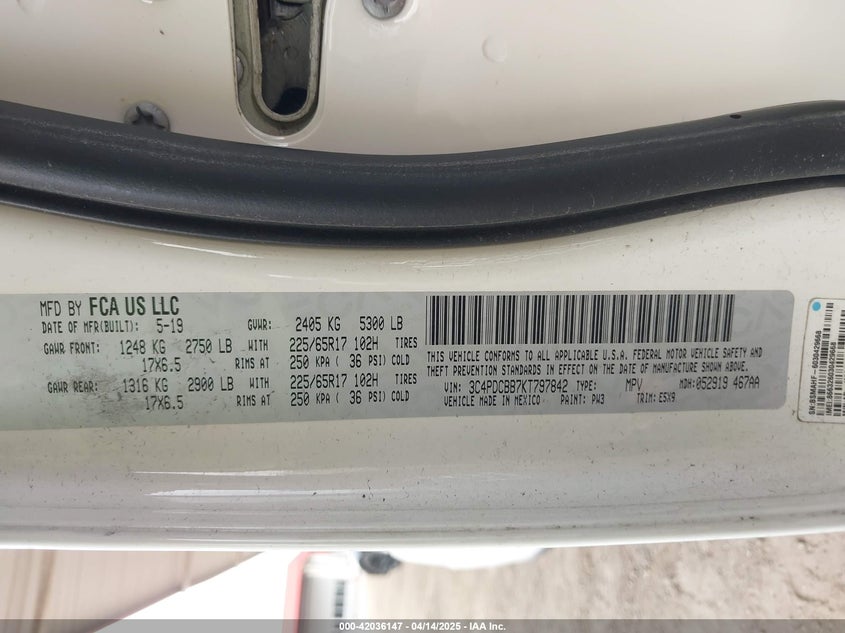 MFD BY FCA US LLC
DATE OF MFR(BUILT): 5-19 GVWR: 2405 KG 5300 LB
GAWR FRONT: 1248 KG 2750 LB WITH 225/65R17 102H TIRES
17X6.5 RIMS AT 250 KPA ( 36 PSI) COLD
GAWR REAR: 1316 KG 2900 LB WITH 225/65R17 102H TIRES
17X6.5 RIMS AT 250 KPA ( 36 PSI) COLD
THIS VEHICLE CONFORMS TO ALL APPLICABLE U.S.A. FEDERAL MOTOR VEHICLE SAFETY AND
THEFT PREVENTION STANDARDS IN EFFECT ON THE DATE OF MANUFACTURE SHOWN ABOVE.
VIN: 3C4PDCBB7KT797842 TYPE: MPV MDH: 052919 467AA
VEHICLE MADE IN MEXICO PAINT: PW3 TRIM: E5X9
000-42036147 - 04/14/2025 - IAA Inc.